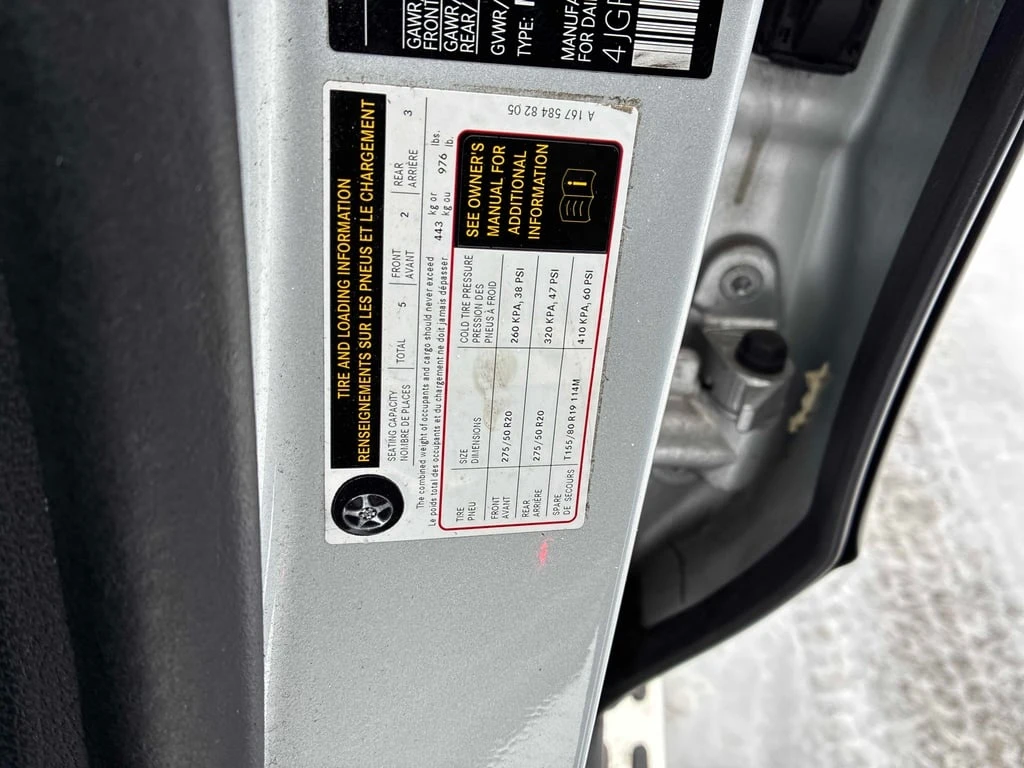 GAWR
FRONT
GAWR/
REAR/
GVWR/
TYPE:
MANUFA
FOR DAI
4JGF
A 167 584 82 05
TIRE AND LOADING INFORMATION
RENSEIGNEMENTS SUR LES PNEUS ET LE CHARGEMENT
SEATING CAPACITY TOTAL 5 FRONT 2 REAR 3
NOMBRE DE PLACES AVANT ARRIÈRE
The combined weight of occupants and cargo should never exceed 443 kg or 976 lbs.
Le poids total des occupants et du chargement ne doit jamais dépasser kg ou lb.
TIRE SIZE COLD TIRE PRESSURE
PNEU DIMENSIONS PRESSION DES
PNEUS À FROID
FRONT 275/50 R20 260 KPA, 38 PSI
AVANT
REAR 275/50 R20 320 KPA, 47 PSI
ARRIÈRE
SPARE T155/80 R19 114M 410 KPA, 60 PSI
DE SECOURS
SEE OWNER'S
MANUAL FOR
ADDITIONAL
INFORMATION